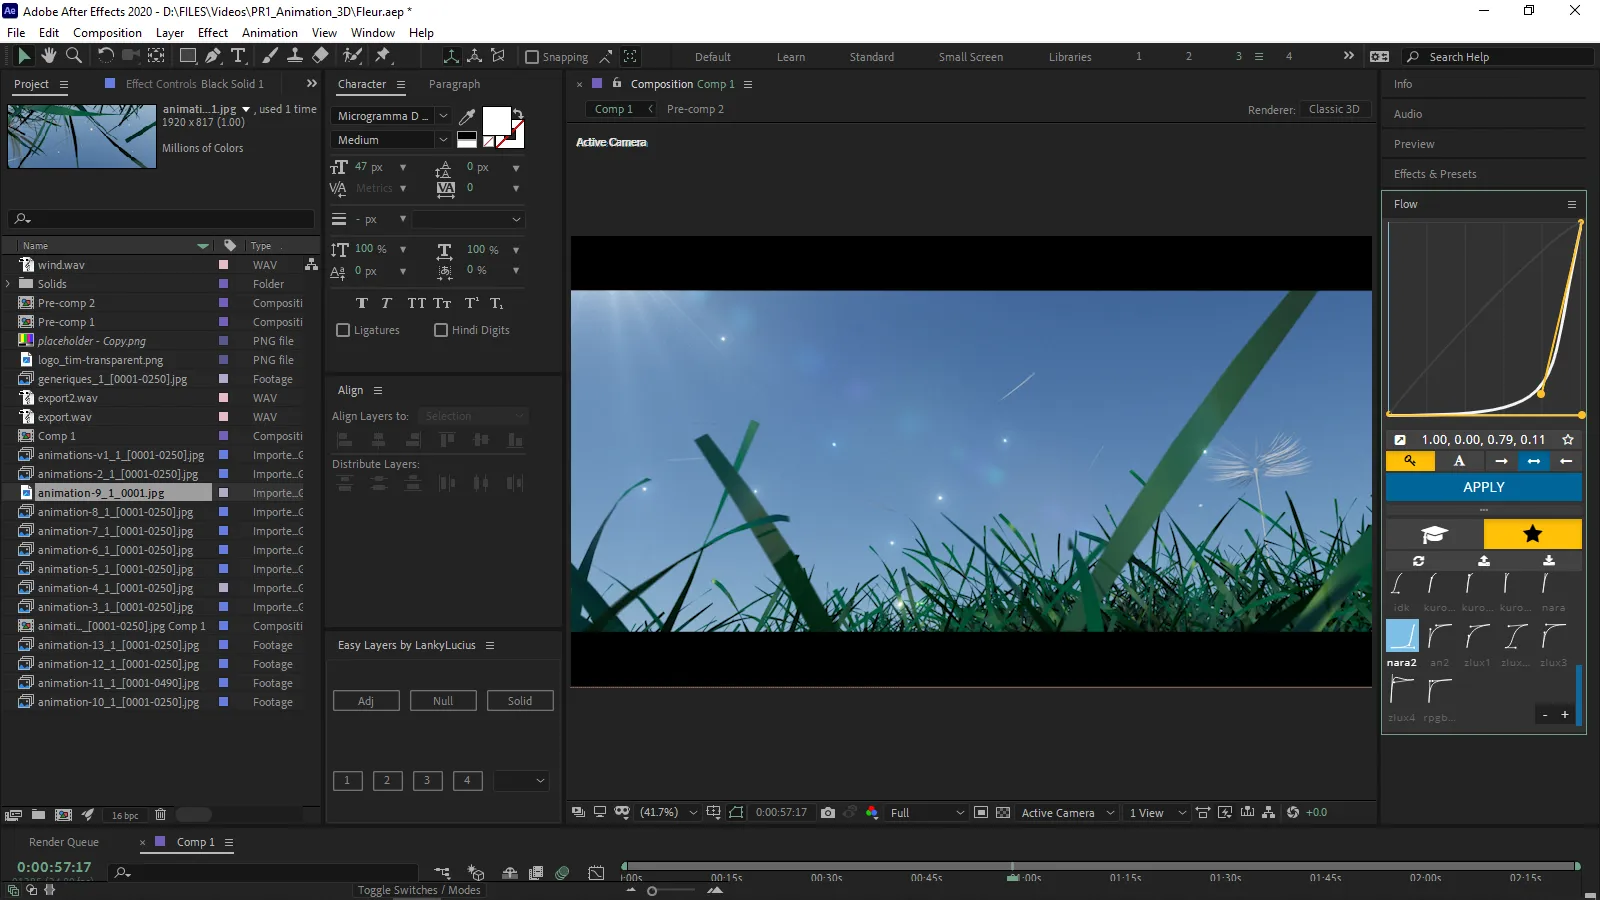 Adobe After Effects 2020 - D:\FILES\Videos\PR1_Animation_3D\Fleur.aep *
File Edit Composition Layer Effect Animation View Window Help
Snapping Default Learn Standard Small Screen Libraries 1 2 3 4 Search Help
Project Effect Controls Black Solid 1
animati...1.jpg , used 1 time
1920 x 817 (1.00)
Millions of Colors
Name Type
wind.wav WAV
Solids Folder
Pre-comp 2 Compositi
Pre-comp 1 Compositi
placeholder - Copy.png PNG file
logo_tim-transparent.png PNG file
generiques_1_[0001-0250].jpg Footage
export2.wav WAV
export.wav WAV
Comp 1 Compositi
animations-v1_1_[0001-0250].jpg Importe...G
animations-2_1_[0001-0250].jpg Importe...G
animation-9_1_0001.jpg Importe...G
animation-8_1_[0001-0250].jpg Importe...G
animation-7_1_[0001-0250].jpg Importe...G
animation-6_1_[0001-0250].jpg Importe...G
animation-5_1_[0001-0250].jpg Importe...G
animation-4_1_[0001-0250].jpg Importe...G
animation-3_1_[0001-0250].jpg Importe...G
animati..._[0001-0250].jpg Comp 1 Compositi
animation-13_1_[0001-0250].jpg Footage
animation-12_1_[0001-0250].jpg Footage
animation-11_1_[0001-0490].jpg Footage
animation-10_1_[0001-0250].jpg Footage
16 bpc
Character Paragraph
Microgramma D ...
Medium
47 px 0 px
Metrics 0
- px
100 % 100 %
0 px 0 %
Ligatures Hindi Digits
Align
Align Layers to: Selection
Distribute Layers:
Easy Layers by LankyLucius
Adj Null Solid
1 2 3 4
Composition Comp 1
Comp 1 Pre-comp 2 Renderer: Classic 3D
Active Camera
(41.7%) 0:00:57:17 Full Active Camera 1 View +0.0
Info
Audio
Preview
Effects & Presets
Flow
1.00, 0.00, 0.79, 0.11
A
APPLY
idk kuro... kuro... kuro... nara
nara2 an2 zlux1 zlux... zlux3
zlux4 rpgb...
- +
Render Queue Comp 1
0:00:57:17
:00s 00:15s 00:30s 00:45s :00s 01:15s 01:30s 01:45s 02:00s 02:15s
Toggle Switches / Modes